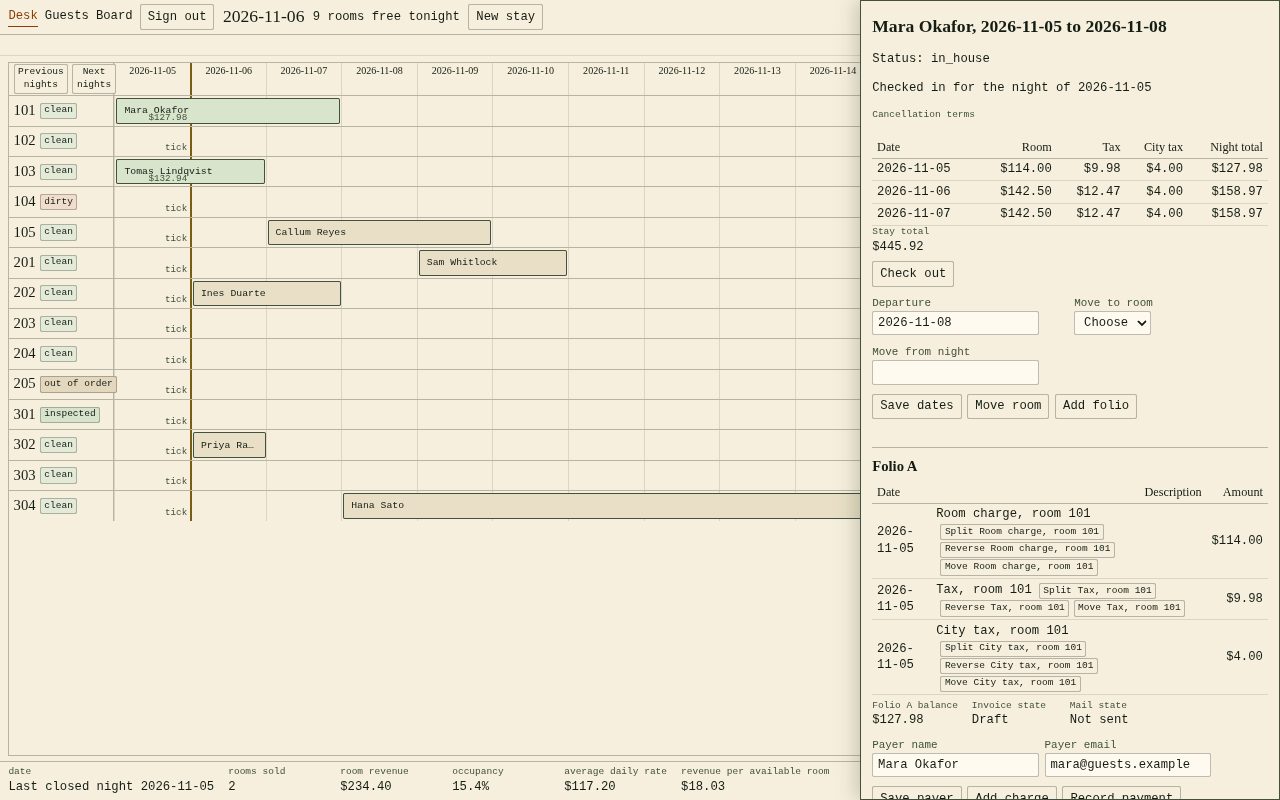 Desk Guests Board Sign out 2026-11-06 9 rooms free tonight New stay
Previous nights Next nights 2026-11-05 2026-11-06 2026-11-07 2026-11-08 2026-11-09 2026-11-10 2026-11-11 2026-11-12 2026-11-13 2026-11-14
101 clean Mara Okafor $127.98
102 clean tick
103 clean Tomas Lindqvist $132.94
104 dirty tick
105 clean tick Callum Reyes
201 clean tick Sam Whitlock
202 clean tick Ines Duarte
203 clean tick
204 clean tick
205 out of order tick
301 inspected tick
302 clean tick Priya Ra…
303 clean tick
304 clean tick Hana Sato
date rooms sold room revenue occupancy average daily rate revenue per available room
Last closed night 2026-11-05 2 $234.40 15.4% $117.20 $18.03
Mara Okafor, 2026-11-05 to 2026-11-08
Status: in_house
Checked in for the night of 2026-11-05
Cancellation terms
Date Room Tax City tax Night total
2026-11-05 $114.00 $9.98 $4.00 $127.98
2026-11-06 $142.50 $12.47 $4.00 $158.97
2026-11-07 $142.50 $12.47 $4.00 $158.97
Stay total
$445.92
Check out
Departure Move to room
2026-11-08 Choose
Move from night
Save dates Move room Add folio
Folio A
Date Description Amount
2026-11-05 Room charge, room 101 $114.00
Split Room charge, room 101
Reverse Room charge, room 101
Move Room charge, room 101
2026-11-05 Tax, room 101 Split Tax, room 101 $9.98
Reverse Tax, room 101 Move Tax, room 101
2026-11-05 City tax, room 101 $4.00
Split City tax, room 101
Reverse City tax, room 101
Move City tax, room 101
Folio A balance Invoice state Mail state
$127.98 Draft Not sent
Payer name Payer email
Mara Okafor mara@guests.example
Save payer Add charge Record payment